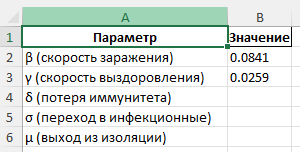 A B
1 Параметр Значение
2 β (скорость заражения) 0.0841
3 γ (скорость выздоровления) 0.0259
4 δ (потеря иммунитета)
5 σ (переход в инфекционные)
6 μ (выход из изоляции)